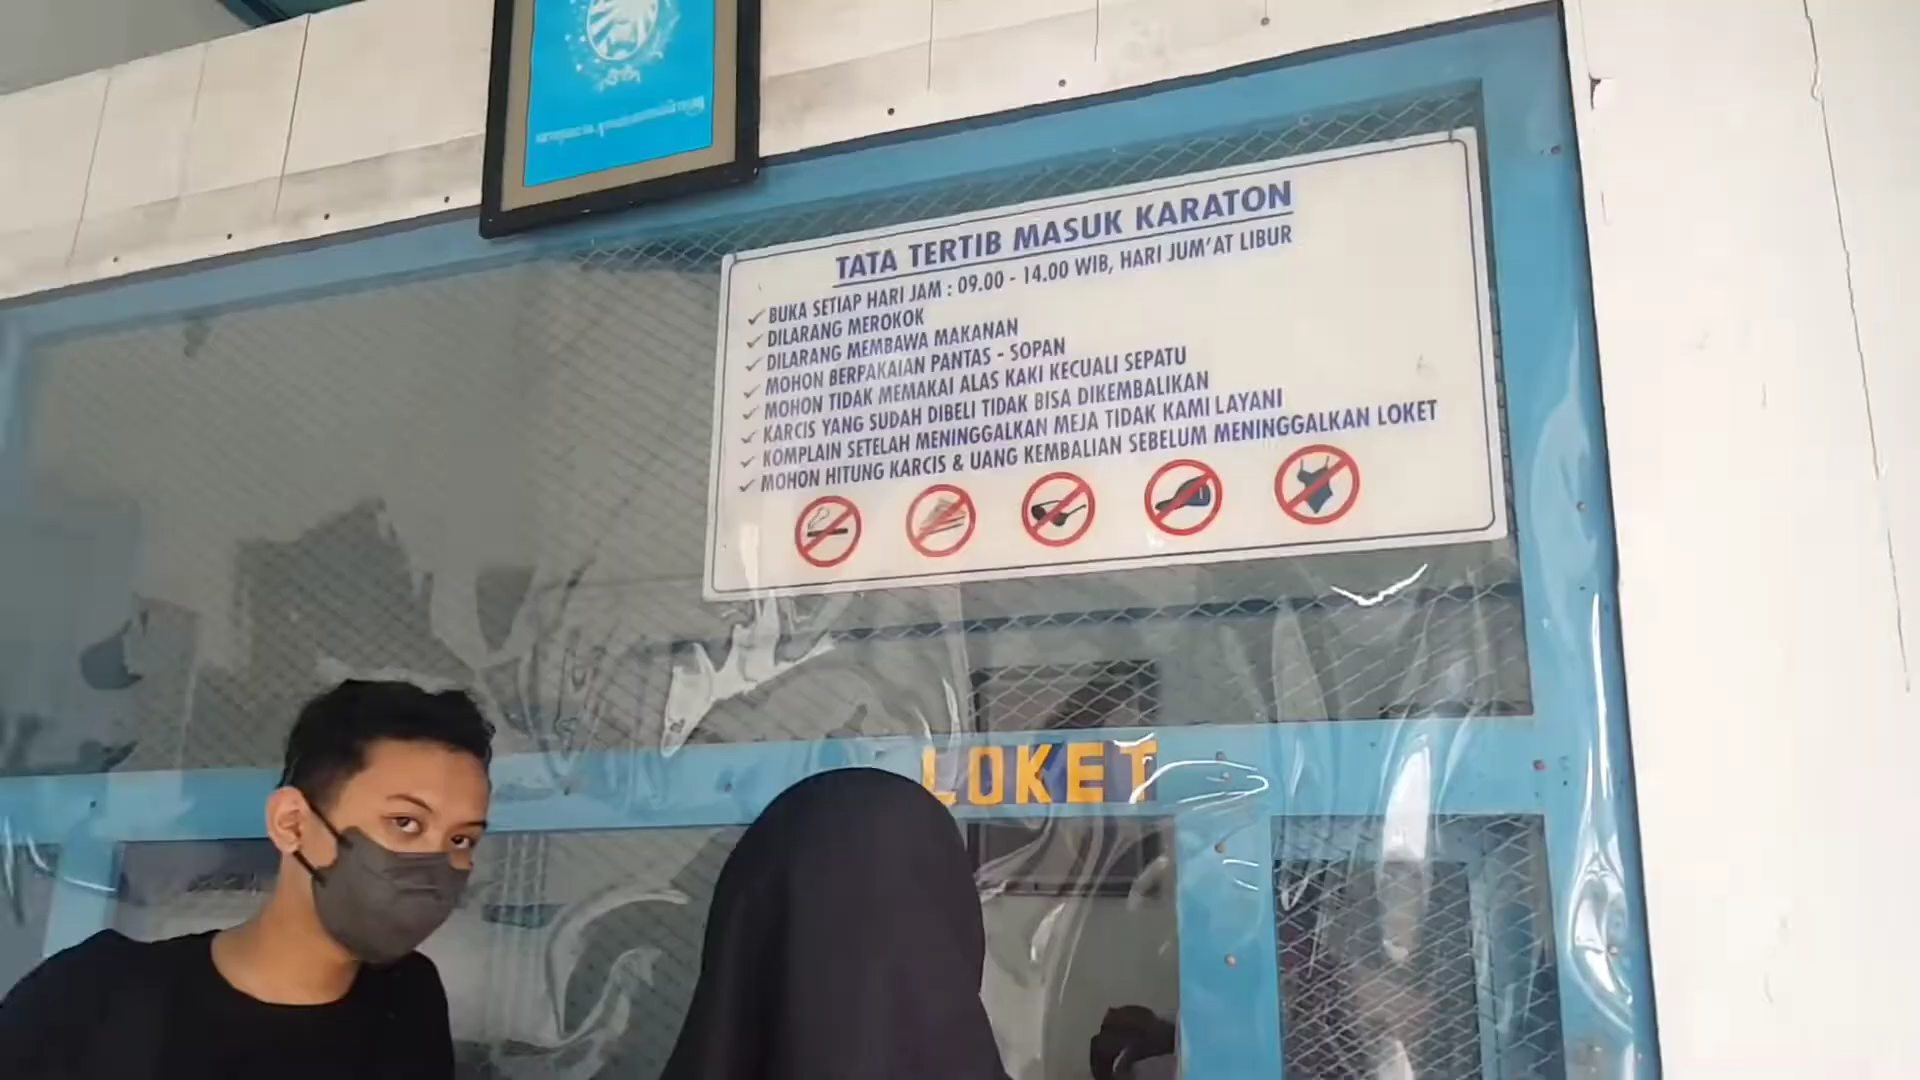 TATA TERTIB MASUK KARATON
BUKA SETIAP HARI JAM : 09.00 - 14.00 WIB, HARI JUM'AT LIBUR
DILARANG MEROKOK
DILARANG MEMBAWA MAKANAN
MOHON BERPAKAIAN PANTAS - SOPAN
MOHON TIDAK MEMAKAI ALAS KAKI KECUALI SEPATU
KARCIS YANG SUDAH DIBELI TIDAK BISA DIKEMBALIKAN
KOMPLAIN SETELAH MENINGGALKAN MEJA TIDAK KAMI LAYANI
MOHON HITUNG KARCIS & UANG KEMBALIAN SEBELUM MENINGGALKAN LOKET
LOKET